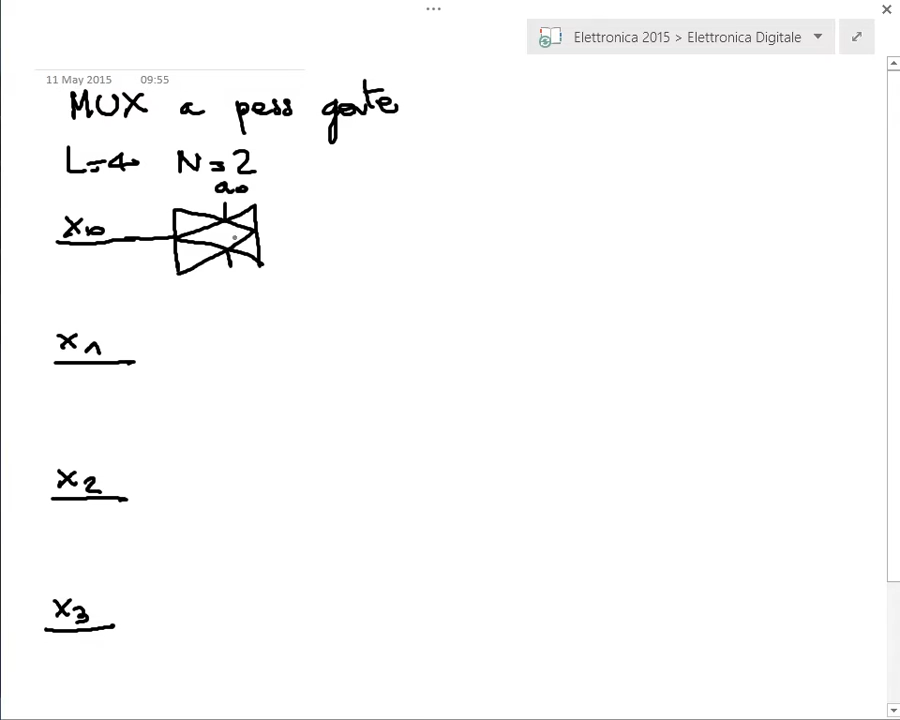 Elettronica 2015 > Elettronica Digitale
11 May 2015 09:55
MUX a pass gate
L=4 N=2
a0
x0
x1
x2
x3